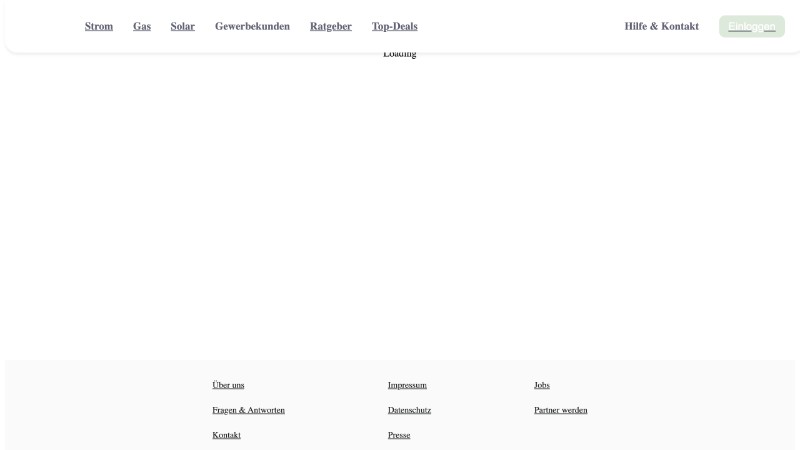 Strom Gas Solar Gewerbekunden Ratgeber Top-Deals Hilfe & Kontakt Einloggen
Loading
Über uns Impressum Jobs
Fragen & Antworten Datenschutz Partner werden
Kontakt Presse